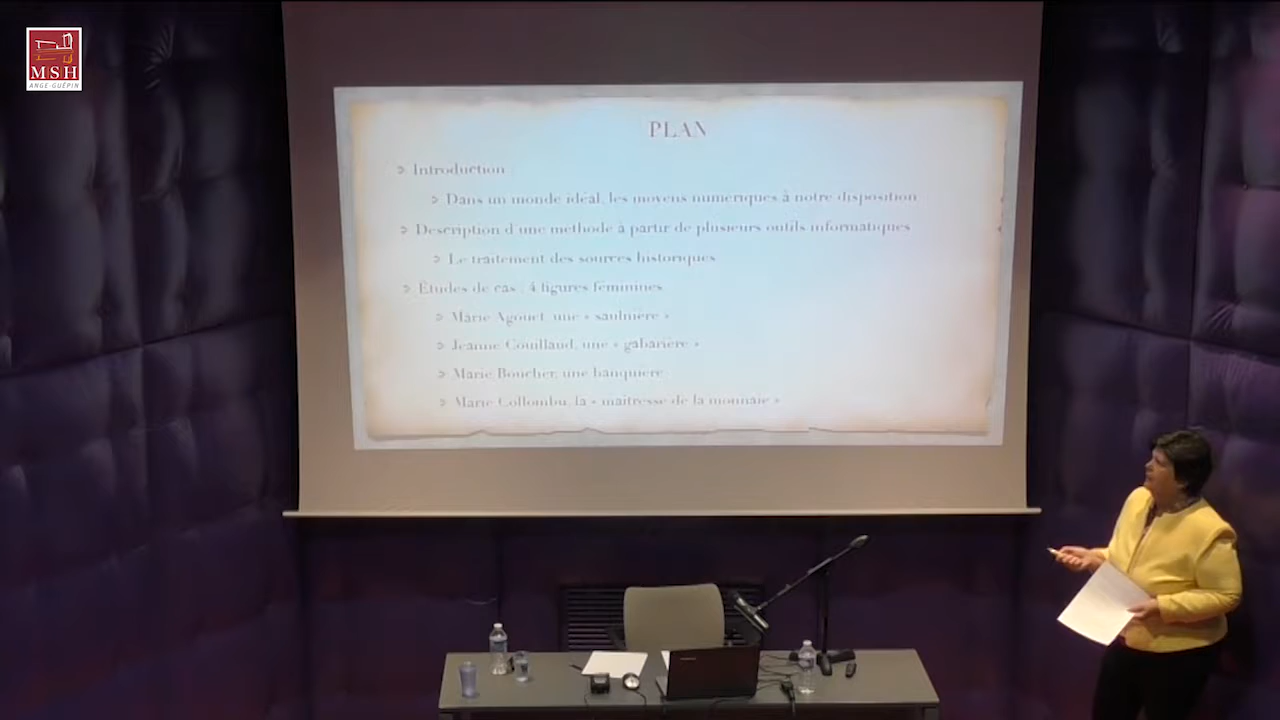 MSH
ANGE-GUÉPIN
PLAN
Introduction
Dans un monde idéal, les moyens numériques à notre disposition
Description d'une méthode à partir de plusieurs outils informatiques
Le traitement des sources historiques
Études de cas : 4 figures féminines
Marie Agouet, une « saulnière »
Jeanne Couillaud, une « gabarière »
Marie Boucher, une banquière
Marie Collombu, la « maîtresse de la monnaie »